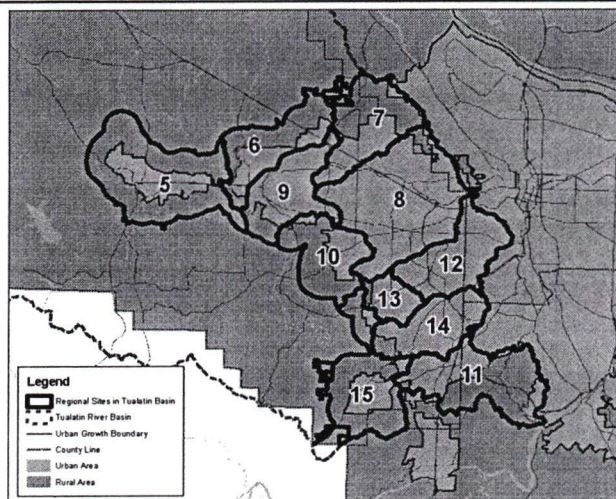 7
6
5
9
8
10
12
13
14
11
15
Legend
Regional Sites in Tualatin Basin
Tualatin River Basin
Urban Growth Boundary
County Line
Urban Area
Rural Area